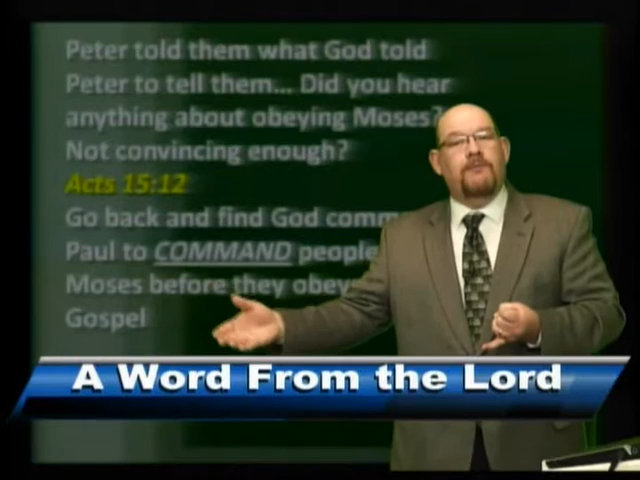 Peter told them what God told
Peter to tell them... Did you hear
anything about obeying Moses?
Not convincing enough?
Acts 15:12
Go back and find God comm
Paul to COMMAND people
Moses before they obey
Gospel
A Word From the Lord